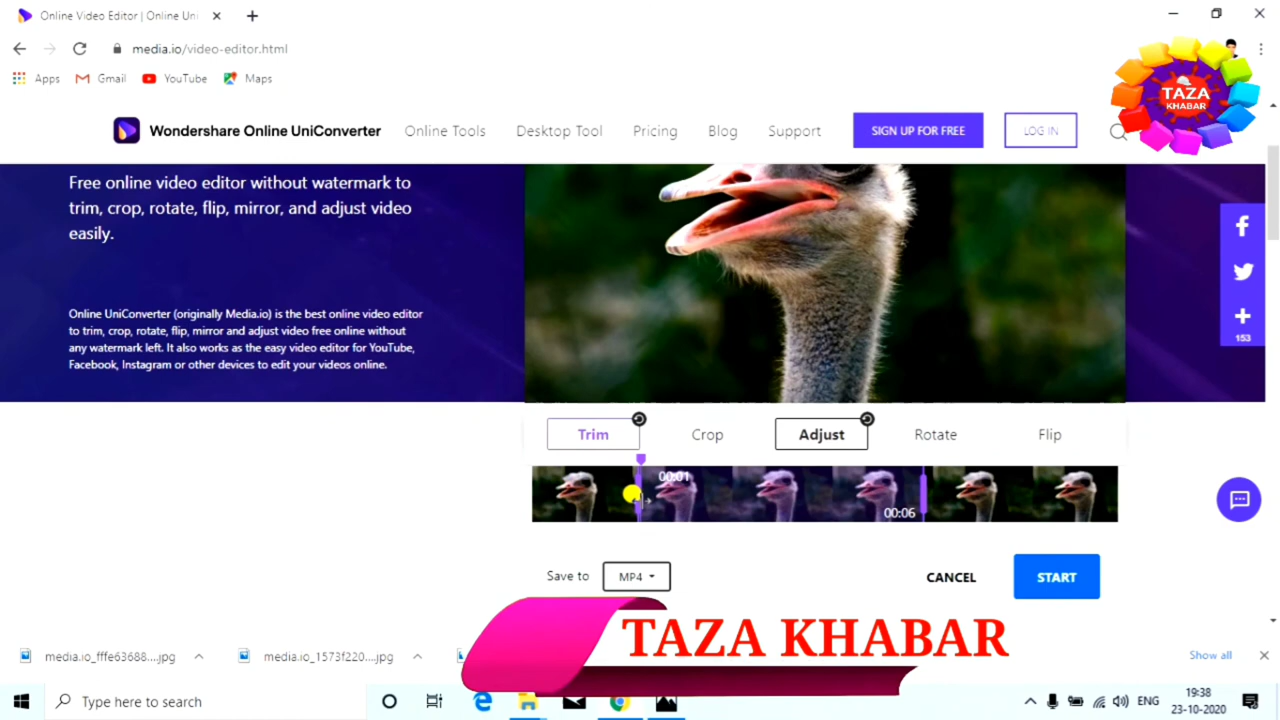 Online Video Editor | Online Uni
media.io/video-editor.html
Apps Gmail YouTube Maps
TAZA
KHABAR
Wondershare Online UniConverter Online Tools Desktop Tool Pricing Blog Support SIGN UP FOR FREE LOG IN
Free online video editor without watermark to
trim, crop, rotate, flip, mirror, and adjust video
easily.
Online UniConverter (originally Media.io) is the best online video editor
to trim, crop, rotate, flip, mirror and adjust video free online without
any watermark left. It also works as the easy video editor for YouTube,
Facebook, Instagram or other devices to edit your videos online.
153
Trim Crop Adjust Rotate Flip
00:01
00:06
Save to MP4 CANCEL START
TAZA KHABAR
media.io_fffe63688....jpg media.io_1573f220....jpg Show all
Type here to search
ENG
19:38
23-10-2020